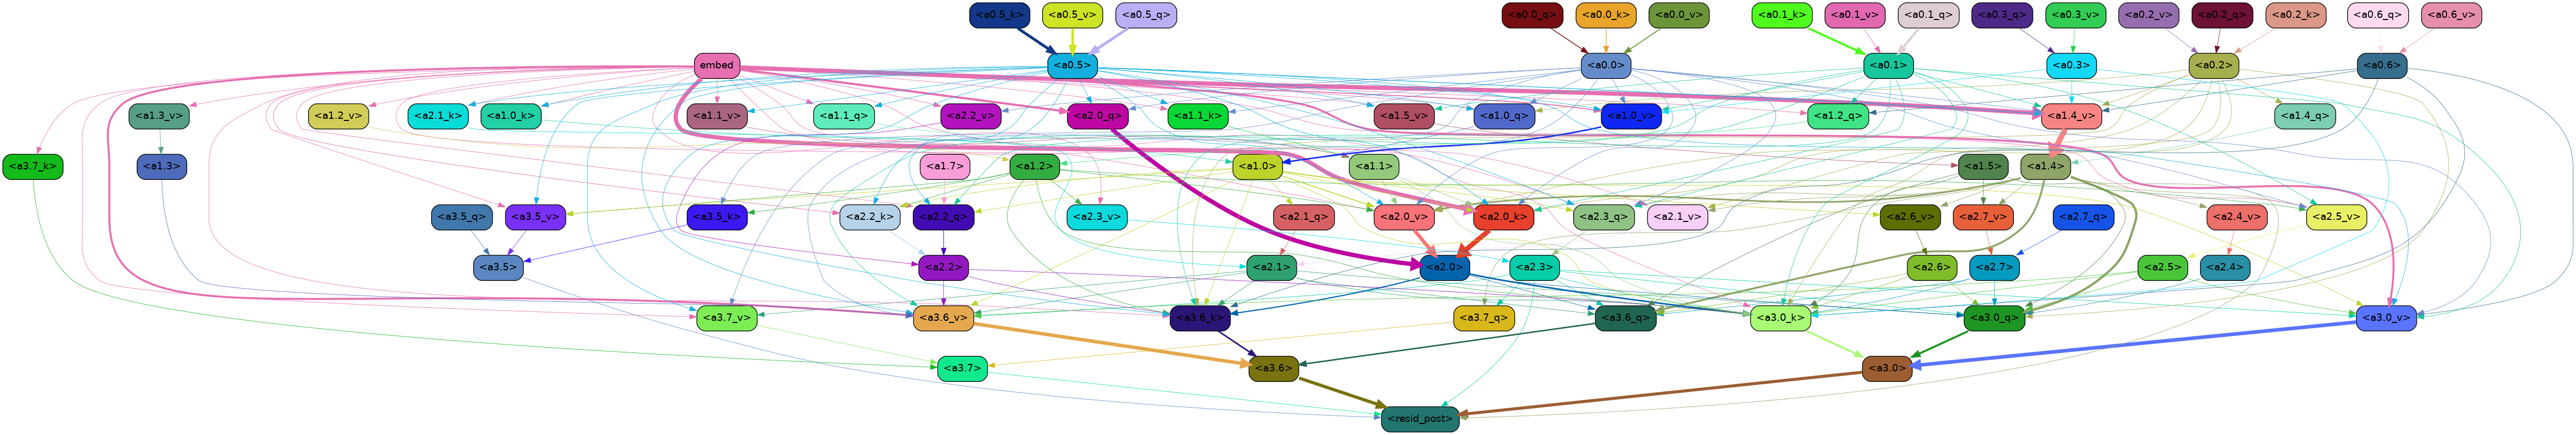 <a0.5_k> <a0.5_v> <a0.5_q> <a0.0_q> <a0.0_k> <a0.0_v> <a0.1_k> <a0.1_v> <a0.1_q> <a0.3_q> <a0.3_v> <a0.2_v> <a0.2_q> <a0.2_k> <a0.6_q> <a0.6_v>
embed <a0.5> <a0.0> <a0.1> <a0.3> <a0.2> <a0.6>
<a1.3_v> <a1.2_v> <a2.1_k> <a1.0_k> <a1.1_v> <a1.1_q> <a2.2_v> <a2.0_q> <a1.1_k> <a1.5_v> <a1.0_q> <a1.0_v> <a1.2_q> <a1.4_v> <a1.4_q>
<a3.7_k> <a1.3> <a1.7> <a1.2> <a1.0> <a1.1> <a1.5> <a1.4>
<a3.5_q> <a3.5_v> <a2.2_k> <a2.2_q> <a3.5_k> <a2.3_v> <a2.1_q> <a2.0_v> <a2.0_k> <a2.3_q> <a2.1_v> <a2.6_v> <a2.7_v> <a2.7_q> <a2.4_v> <a2.5_v>
<a3.5> <a2.2> <a2.1> <a2.0> <a2.3> <a2.6> <a2.7> <a2.5> <a2.4>
<a3.7_v> <a3.6_v> <a3.6_k> <a3.7_q> <a3.6_q> <a3.0_k> <a3.0_q> <a3.0_v>
<a3.7> <a3.6> <a3.0>
<resid_post>